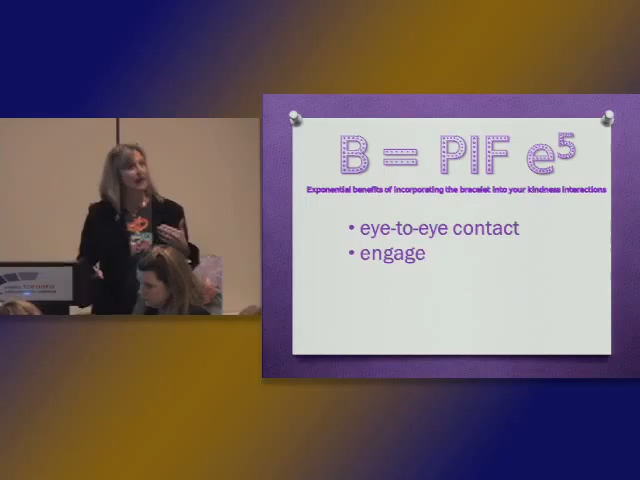 B = PIF e⁵
Exponential benefits of incorporating the bracelet into your kindness interactions
• eye-to-eye contact
• engage